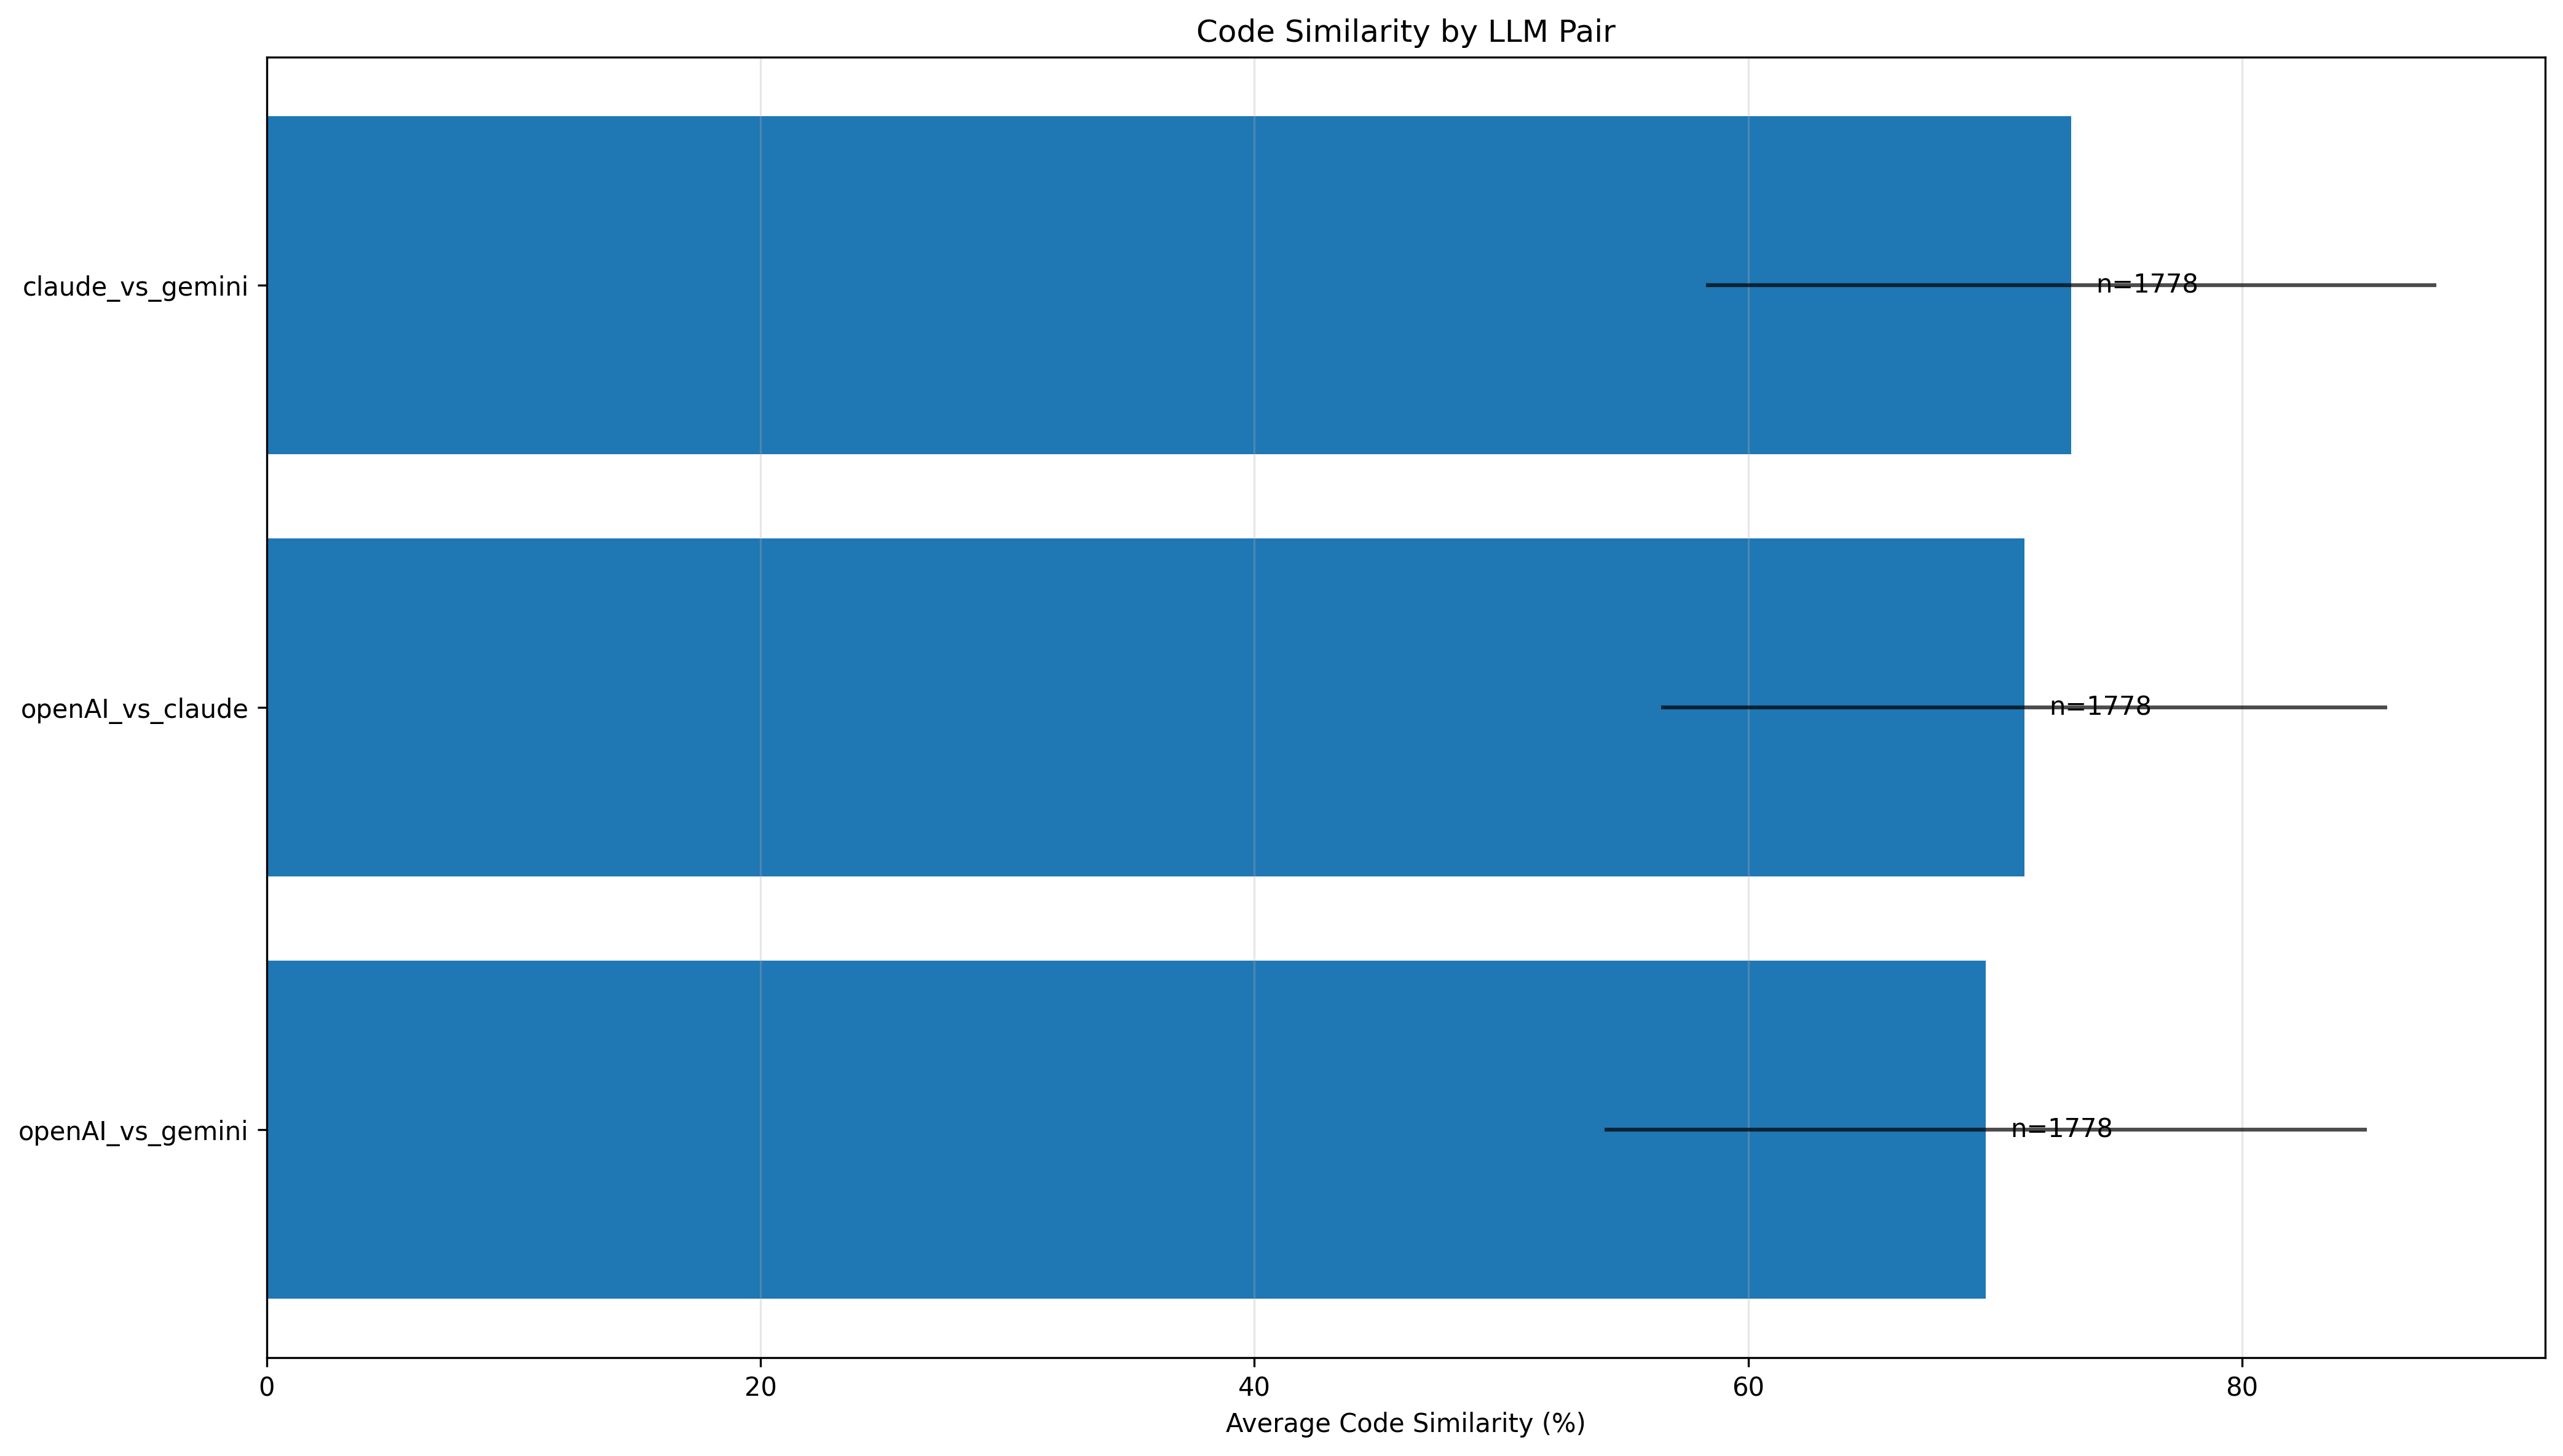 Code Similarity by LLM Pair
claude_vs_gemini
n=1778
openAI_vs_claude
n=1778
openAI_vs_gemini
n=1778
0 20 40 60 80
Average Code Similarity (%)